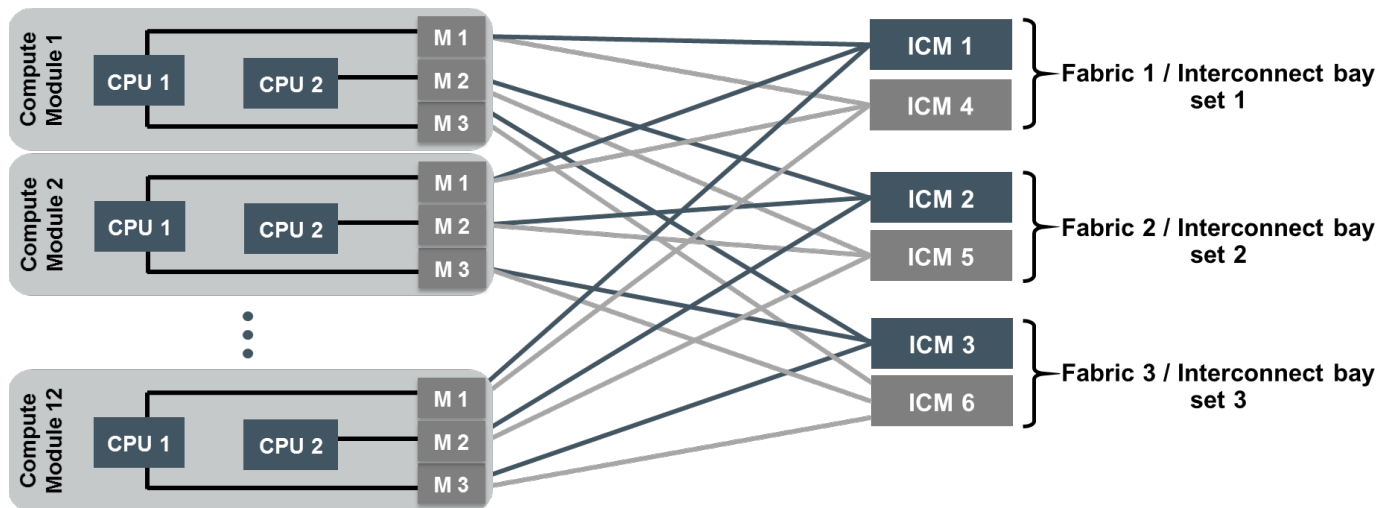 Compute
Module 1
CPU 1
CPU 2
M 1
M 2
M 3
Compute
Module 2
CPU 1
CPU 2
M 1
M 2
M 3
Compute
Module 12
CPU 1
CPU 2
M 1
M 2
M 3
ICM 1
ICM 4
Fabric 1 / Interconnect bay
set 1
ICM 2
ICM 5
Fabric 2 / Interconnect bay
set 2
ICM 3
ICM 6
Fabric 3 / Interconnect bay
set 3